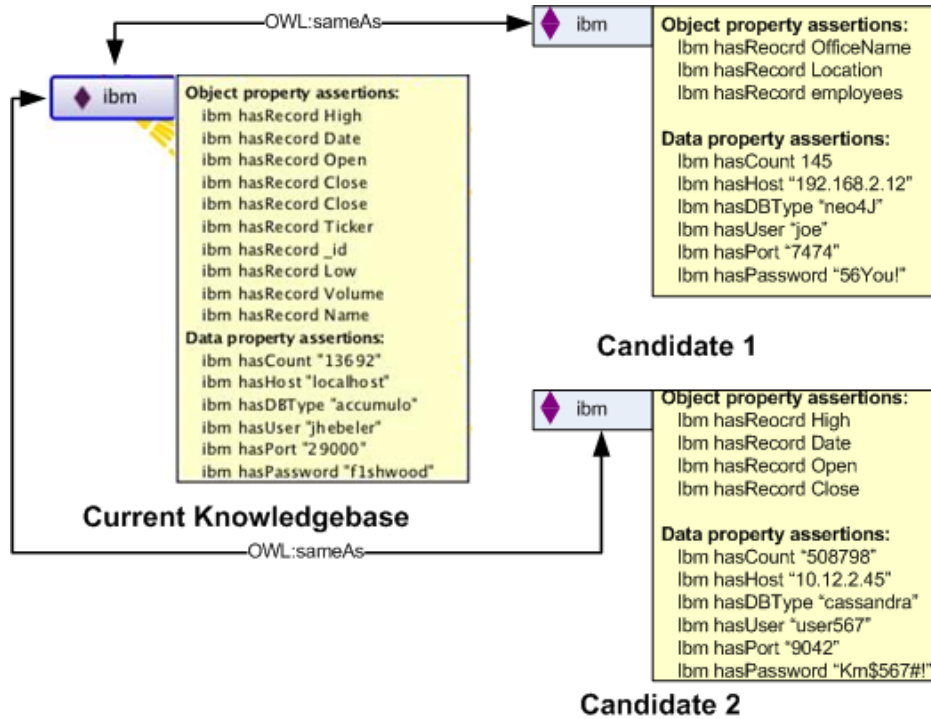 OWL:sameAs
ibm
Object property assertions:
ibm hasRecord High
ibm hasRecord Date
ibm hasRecord Open
ibm hasRecord Close
ibm hasRecord Close
ibm hasRecord Ticker
ibm hasRecord _id
ibm hasRecord Low
ibm hasRecord Volume
ibm hasRecord Name
Data property assertions:
ibm hasCount "13692"
ibm hasHost "localhost"
ibm hasDBType "accumulo"
ibm hasUser "jhebeler"
ibm hasPort "29000"
ibm hasPassword "f1shwood"
Current Knowledgebase
ibm
Object property assertions:
Ibm hasReocrd OfficeName
Ibm hasRecord Location
Ibm hasRecord employees
Data property assertions:
Ibm hasCount 145
Ibm hasHost “192.168.2.12”
Ibm hasDBType “neo4J”
Ibm hasUser “joe”
Ibm hasPort “7474”
Ibm hasPassword “56You!”
Candidate 1
ibm
Object property assertions:
Ibm hasReocrd High
Ibm hasRecord Date
Ibm hasRecord Open
Ibm hasRecord Close
Data property assertions:
Ibm hasCount “508798”
Ibm hasHost “10.12.2.45”
Ibm hasDBType “cassandra”
Ibm hasUser “user567”
Ibm hasPort “9042”
Ibm hasPassword “Km$567#!”
OWL:sameAs
Candidate 2